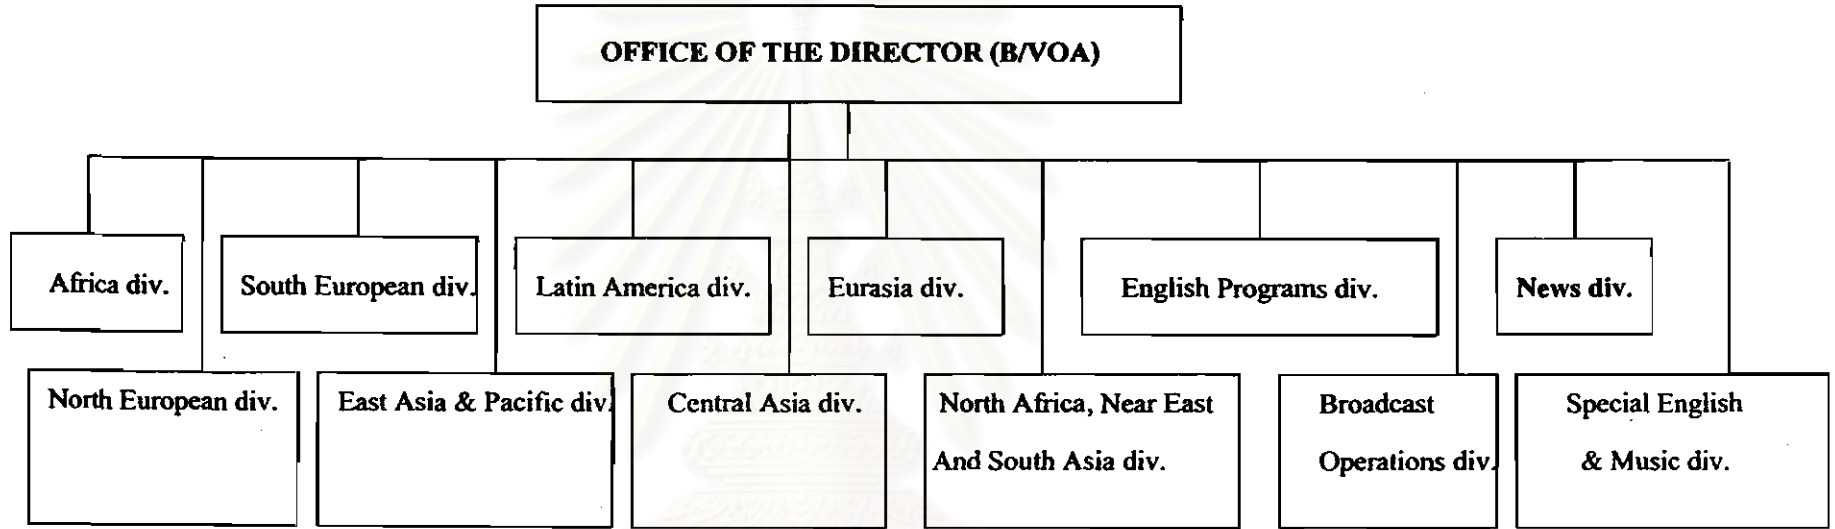 OFFICE OF THE DIRECTOR (B/VOA)
Africa div.
South European div.
Latin America div.
Eurasia div.
English Programs div.
News div.
North European div.
East Asia & Pacific div.
Central Asia div.
North Africa, Near East
And South Asia div.
Broadcast
Operations div.
Special English
& Music div.